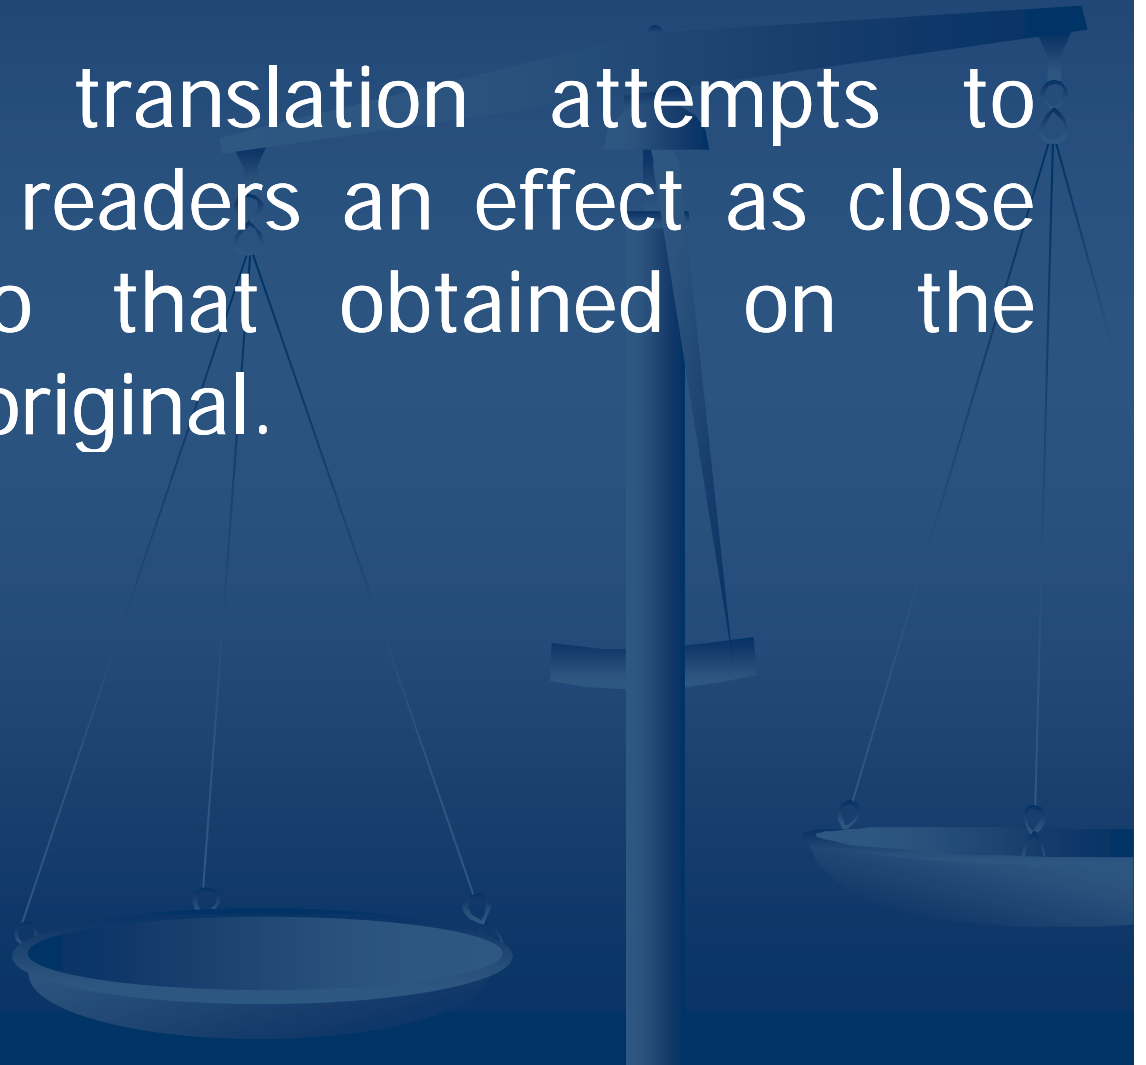 translation attempts to
readers an effect as close
o that obtained on the
original.